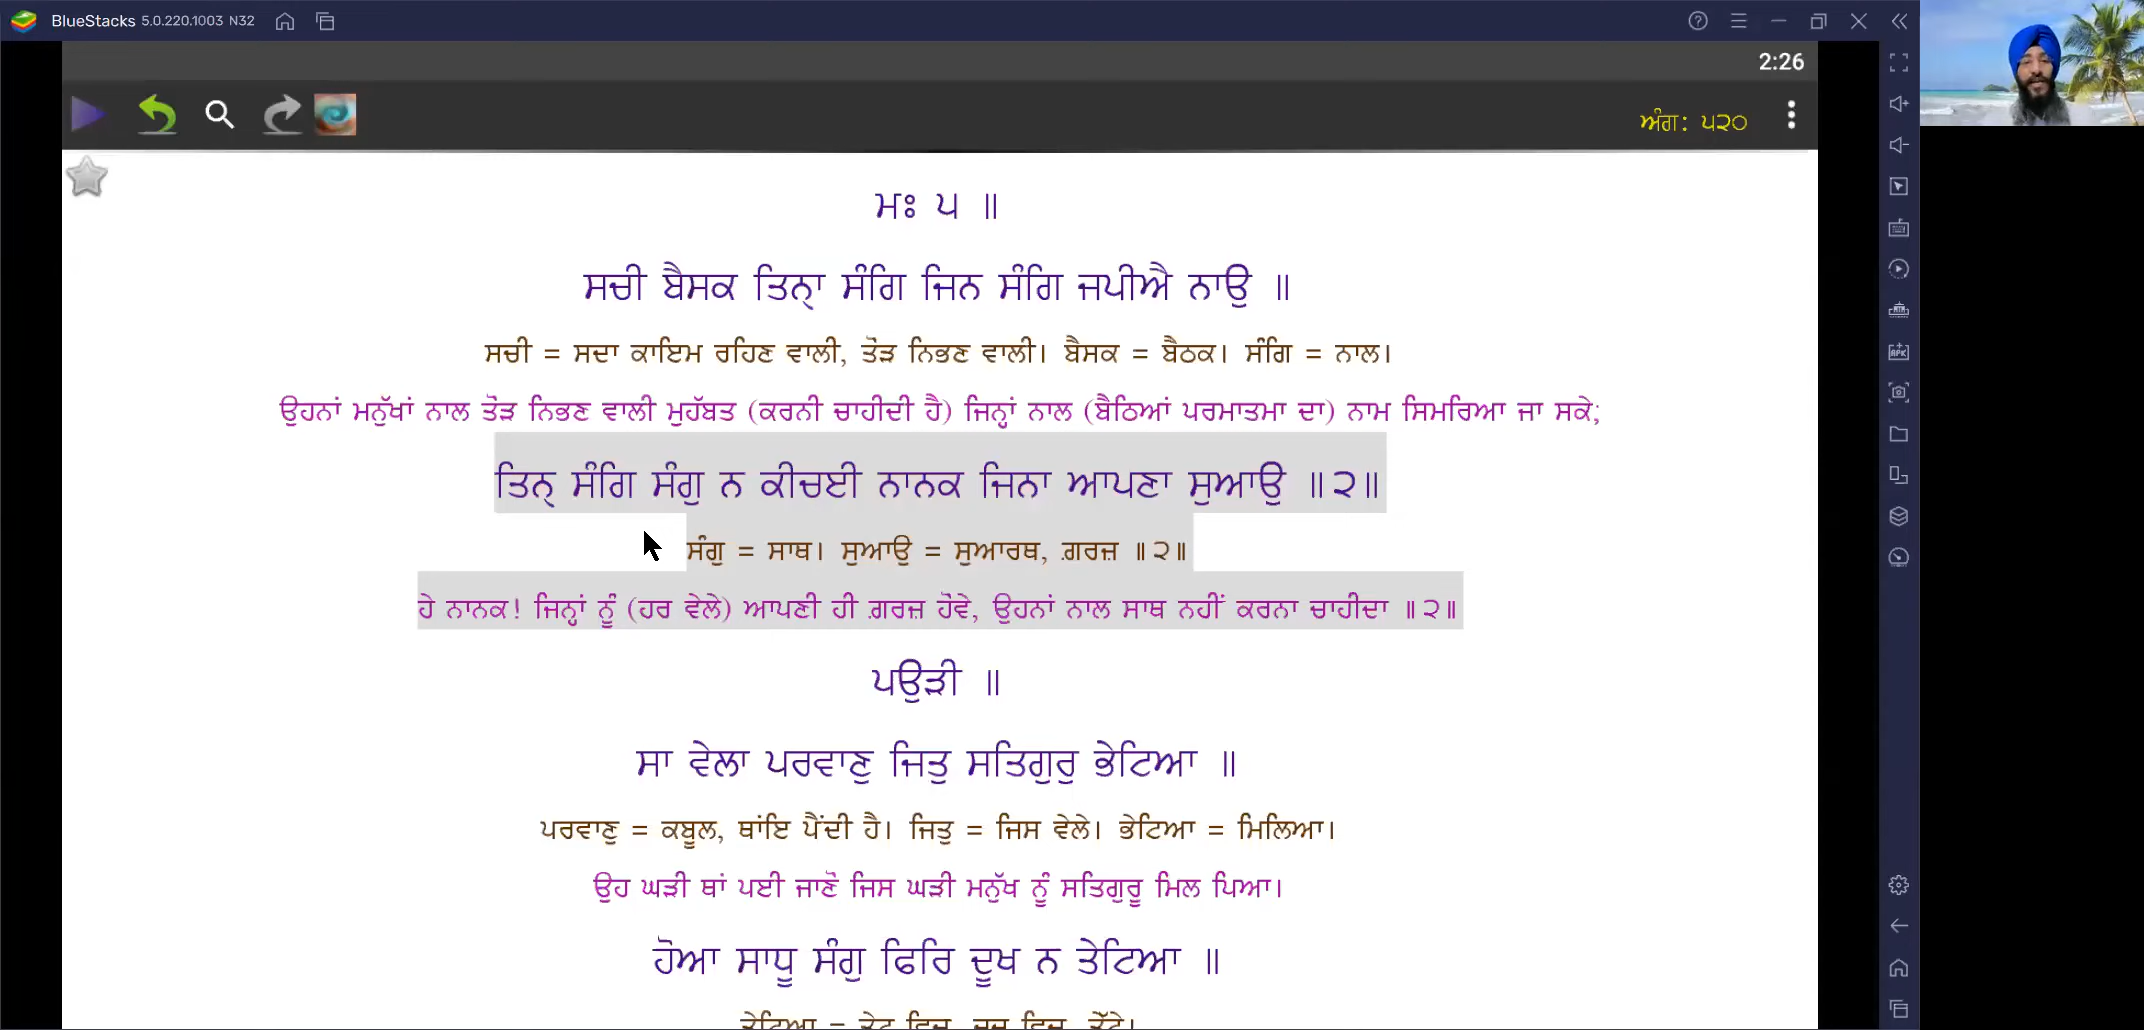 BlueStacks 5.0.220.1003 N32
2:26
ਅੰਗ: ੫੨੦
ਮਃ ੫ ॥
ਸਚੀ ਬੈਸਕ ਤਿਨ੍ਹਾ ਸੰਗਿ ਜਿਨ ਸੰਗਿ ਜਪੀਐ ਨਾਉ ॥
ਸਚੀ = ਸਦਾ ਕਾਇਮ ਰਹਿਣ ਵਾਲੀ, ਤੋੜ ਨਿਭਣ ਵਾਲੀ। ਬੈਸਕ = ਬੈਠਕ। ਸੰਗਿ = ਨਾਲ।
ਉਹਨਾਂ ਮਨੁੱਖਾਂ ਨਾਲ ਤੋੜ ਨਿਭਣ ਵਾਲੀ ਮੁਹੱਬਤ (ਕਰਨੀ ਚਾਹੀਦੀ ਹੈ) ਜਿਨ੍ਹਾਂ ਨਾਲ (ਬੈਠਿਆਂ ਪਰਮਾਤਮਾ ਦਾ) ਨਾਮ ਸਿਮਰਿਆ ਜਾ ਸਕੇ;
ਤਿਨ੍ਹ ਸੰਗਿ ਸੰਗੁ ਨ ਕੀਚਈ ਨਾਨਕ ਜਿਨਾ ਆਪਣਾ ਸੁਆਉ ॥੨॥
ਸੰਗੁ = ਸਾਥ। ਸੁਆਉ = ਸੁਆਰਥ, ਗ਼ਰਜ਼ ॥੨॥
ਹੇ ਨਾਨਕ! ਜਿਨ੍ਹਾਂ ਨੂੰ (ਹਰ ਵੇਲੇ) ਆਪਣੀ ਹੀ ਗ਼ਰਜ਼ ਹੋਵੇ, ਉਹਨਾਂ ਨਾਲ ਸਾਥ ਨਹੀਂ ਕਰਨਾ ਚਾਹੀਦਾ ॥੨॥
ਪਉੜੀ ॥
ਸਾ ਵੇਲਾ ਪਰਵਾਣੁ ਜਿਤੁ ਸਤਿਗੁਰੁ ਭੇਟਿਆ ॥
ਪਰਵਾਣੁ = ਕਬੂਲ, ਥਾਂਇ ਪੈਂਦੀ ਹੈ। ਜਿਤੁ = ਜਿਸ ਵੇਲੇ। ਭੇਟਿਆ = ਮਿਲਿਆ।
ਉਹ ਘੜੀ ਥਾਂ ਪਈ ਜਾਣੋ ਜਿਸ ਘੜੀ ਮਨੁੱਖ ਨੂੰ ਸਤਿਗੁਰੂ ਮਿਲ ਪਿਆ।
ਹੋਆ ਸਾਧੂ ਸੰਗੁ ਫਿਰਿ ਦੂਖ ਨ ਤੇਟਿਆ ॥